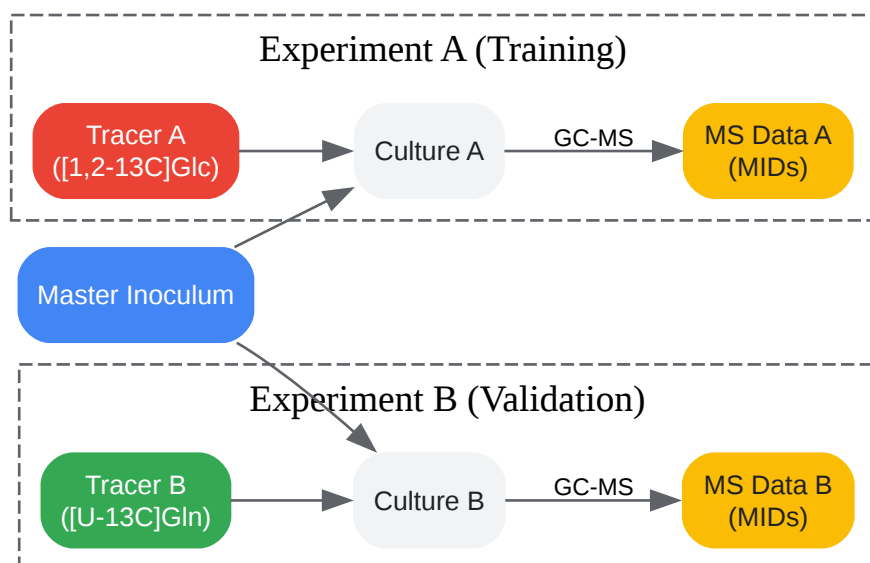 Experiment A (Training)
Tracer A
([1,2-13C]Glc)
Culture A
GC-MS
MS Data A
(MIDs)
Master Inoculum
Experiment B (Validation)
Tracer B
([U-13C]Gln)
Culture B
GC-MS
MS Data B
(MIDs)